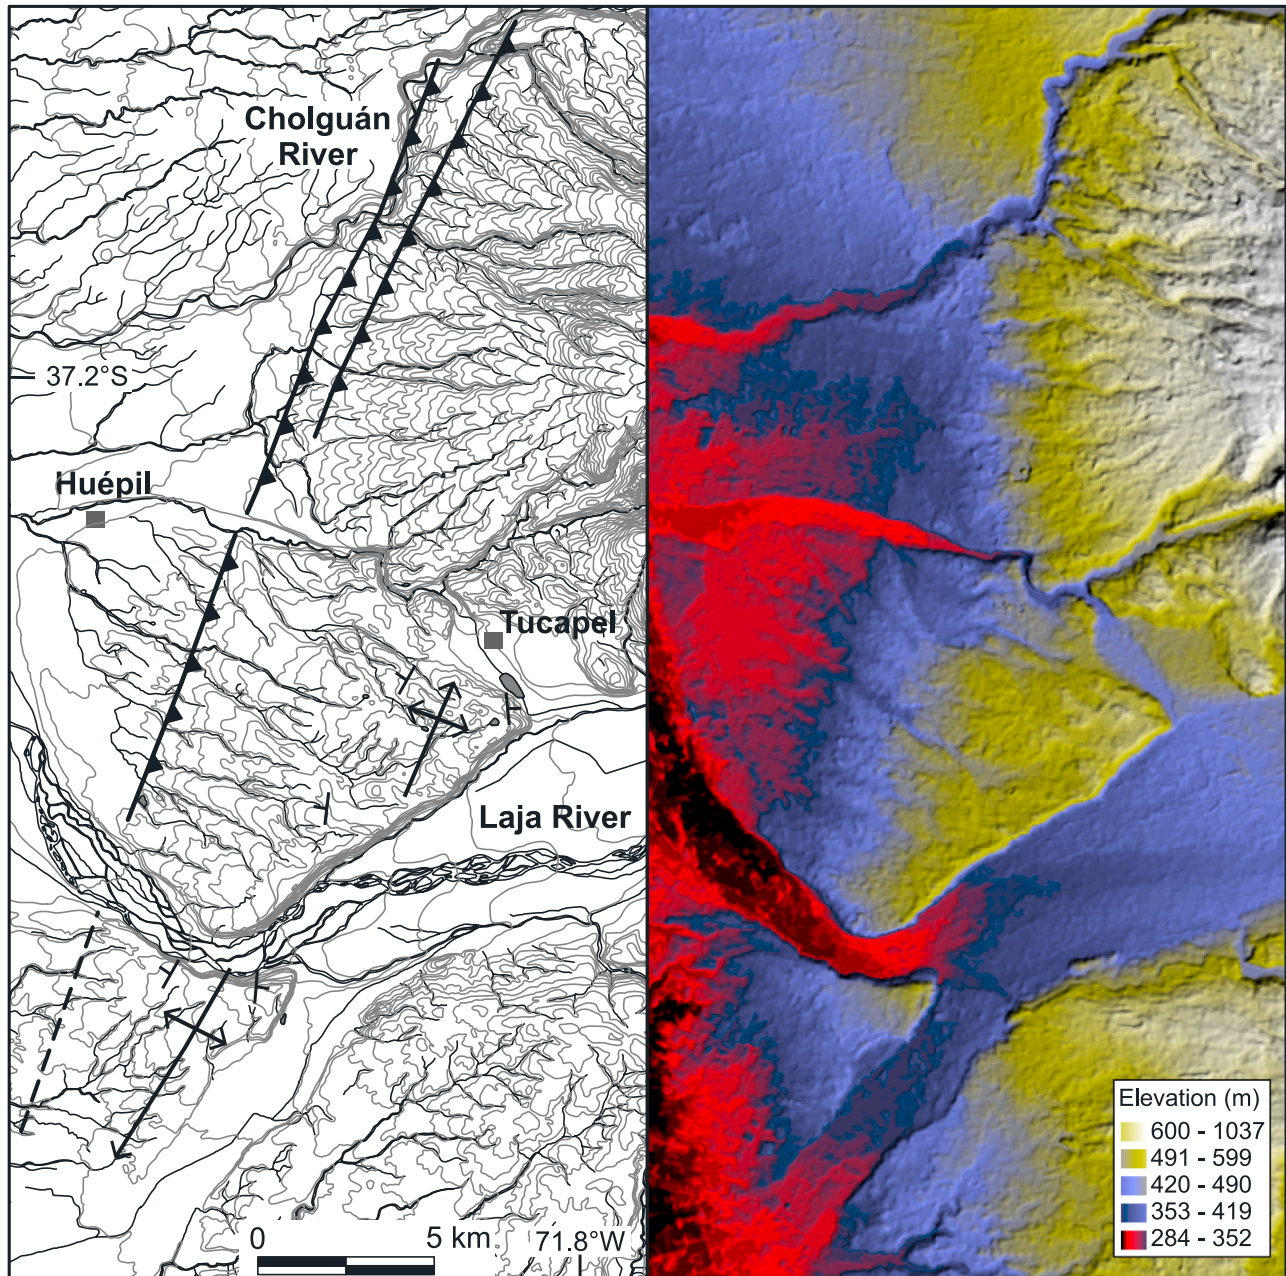 Cholguán
River
37.2°S
Huépil
Tucapel
Laja River
0 5 km 71.8°W
Elevation (m)
600 - 1037
491 - 599
420 - 490
353 - 419
284 - 352